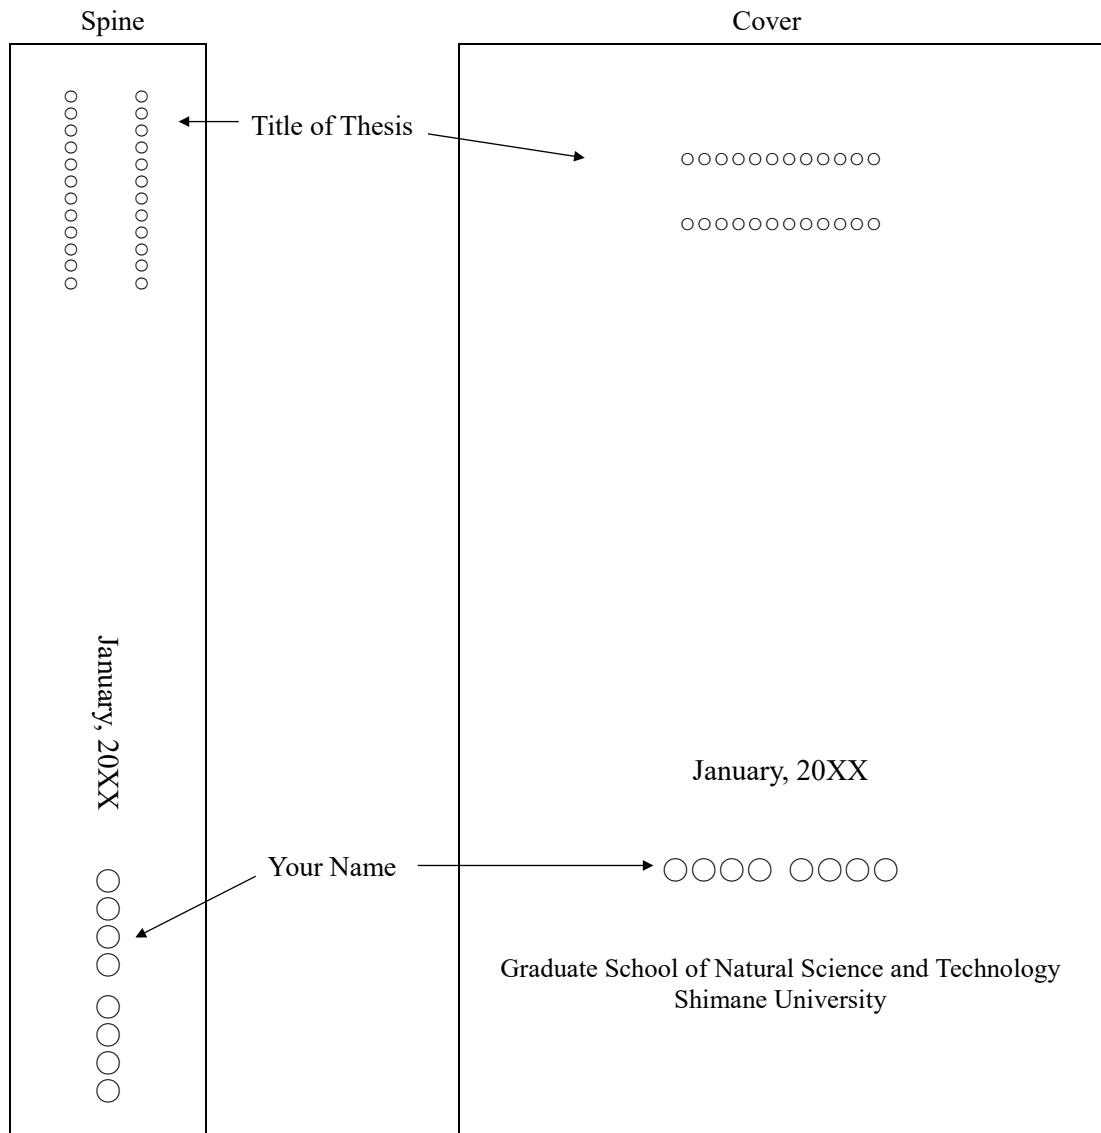 Spine
Cover
Title of Thesis
○○○○○○○○○○○○
○○○○○○○○○○○○
○○○○○○○○○○○○
○○○○○○○○○○○○
January, 20XX
January, 20XX
Your Name
○○○○ ○○○○
○○○○ ○○○○
Graduate School of Natural Science and Technology
Shimane University